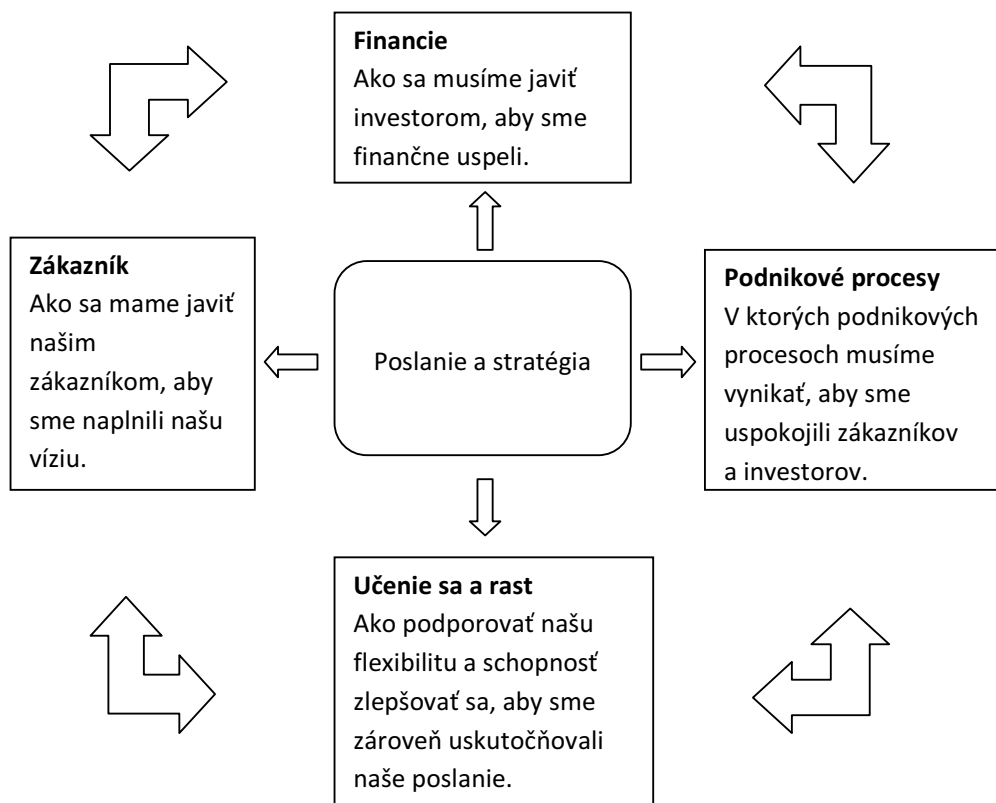 Financie
Ako sa musíme javiť
investorom, aby sme
finančne uspeli.
Zákazník
Ako sa mame javiť
našim
zákazníkom, aby
sme naplnili našu
víziu.
Poslanie a stratégia
Podnikové procesy
V ktorých podnikových
procesoch musíme
vynikať, aby sme
uspokojili zákazníkov
a investorov.
Učenie sa a rast
Ako podporovať našu
flexibilitu a schopnosť
zlepšovať sa, aby sme
zároveň uskutočňovali
naše poslanie.